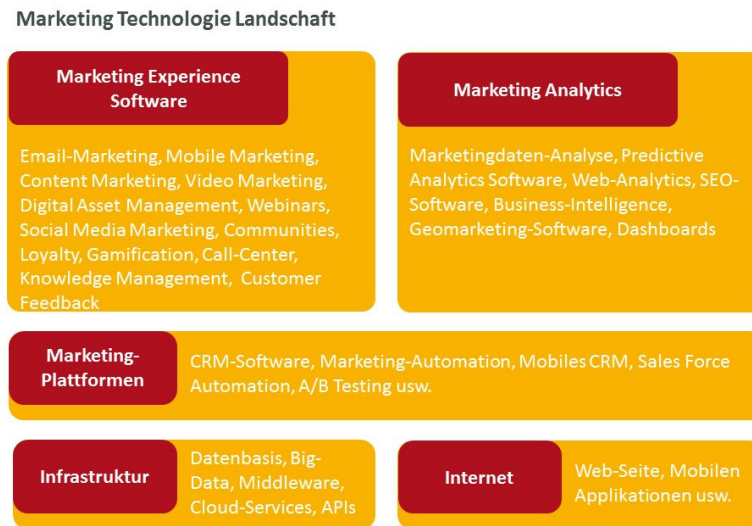 Marketing Technologie Landschaft
Marketing Experience
Software
Email-Marketing, Mobile Marketing,
Content Marketing, Video Marketing,
Digital Asset Management, Webinars,
Social Media Marketing, Communities,
Loyalty, Gamification, Call-Center,
Knowledge Management, Customer
Feedback
Marketing Analytics
Marketingdaten-Analyse, Predictive
Analytics Software, Web-Analytics, SEO-
Software, Business-Intelligence,
Geomarketing-Software, Dashboards
Marketing-
Plattformen
CRM-Software, Marketing-Automation, Mobiles CRM, Sales Force
Automation, A/B Testing usw.
Infrastruktur
Datenbasis, Big-
Data, Middleware,
Cloud-Services, APIs
Internet
Web-Seite, Mobilen
Applikationen usw.